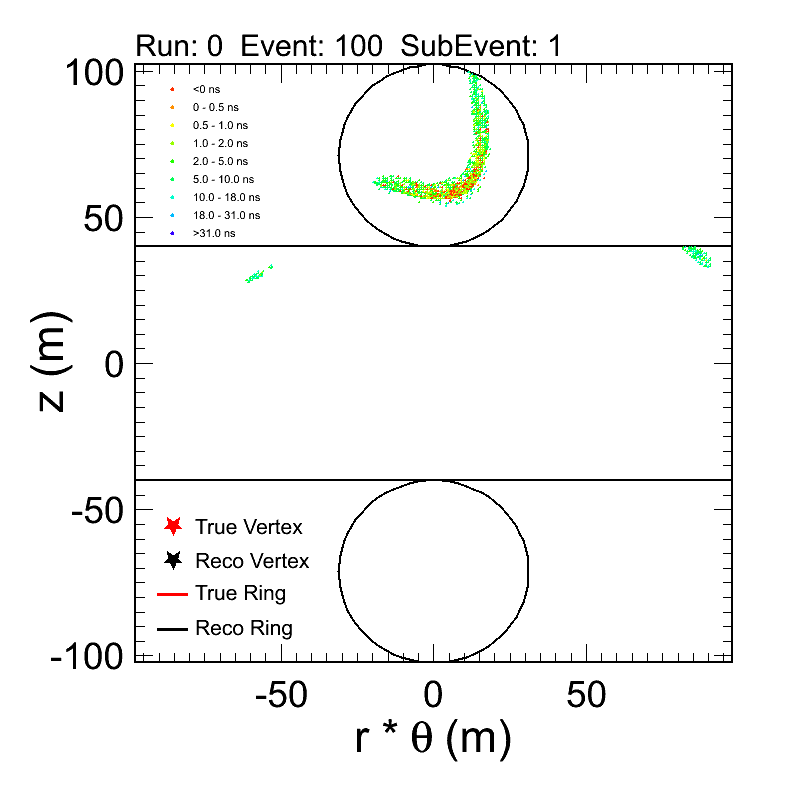 Run: 0  Event: 100  SubEvent: 1
100
<0 ns
0 - 0.5 ns
0.5 - 1.0 ns
1.0 - 2.0 ns
2.0 - 5.0 ns
5.0 - 10.0 ns
10.0 - 18.0 ns
18.0 - 31.0 ns
>31.0 ns
50
0
z (m)
-50
True Vertex
Reco Vertex
True Ring
Reco Ring
-100
-50 0 50
r * θ (m)